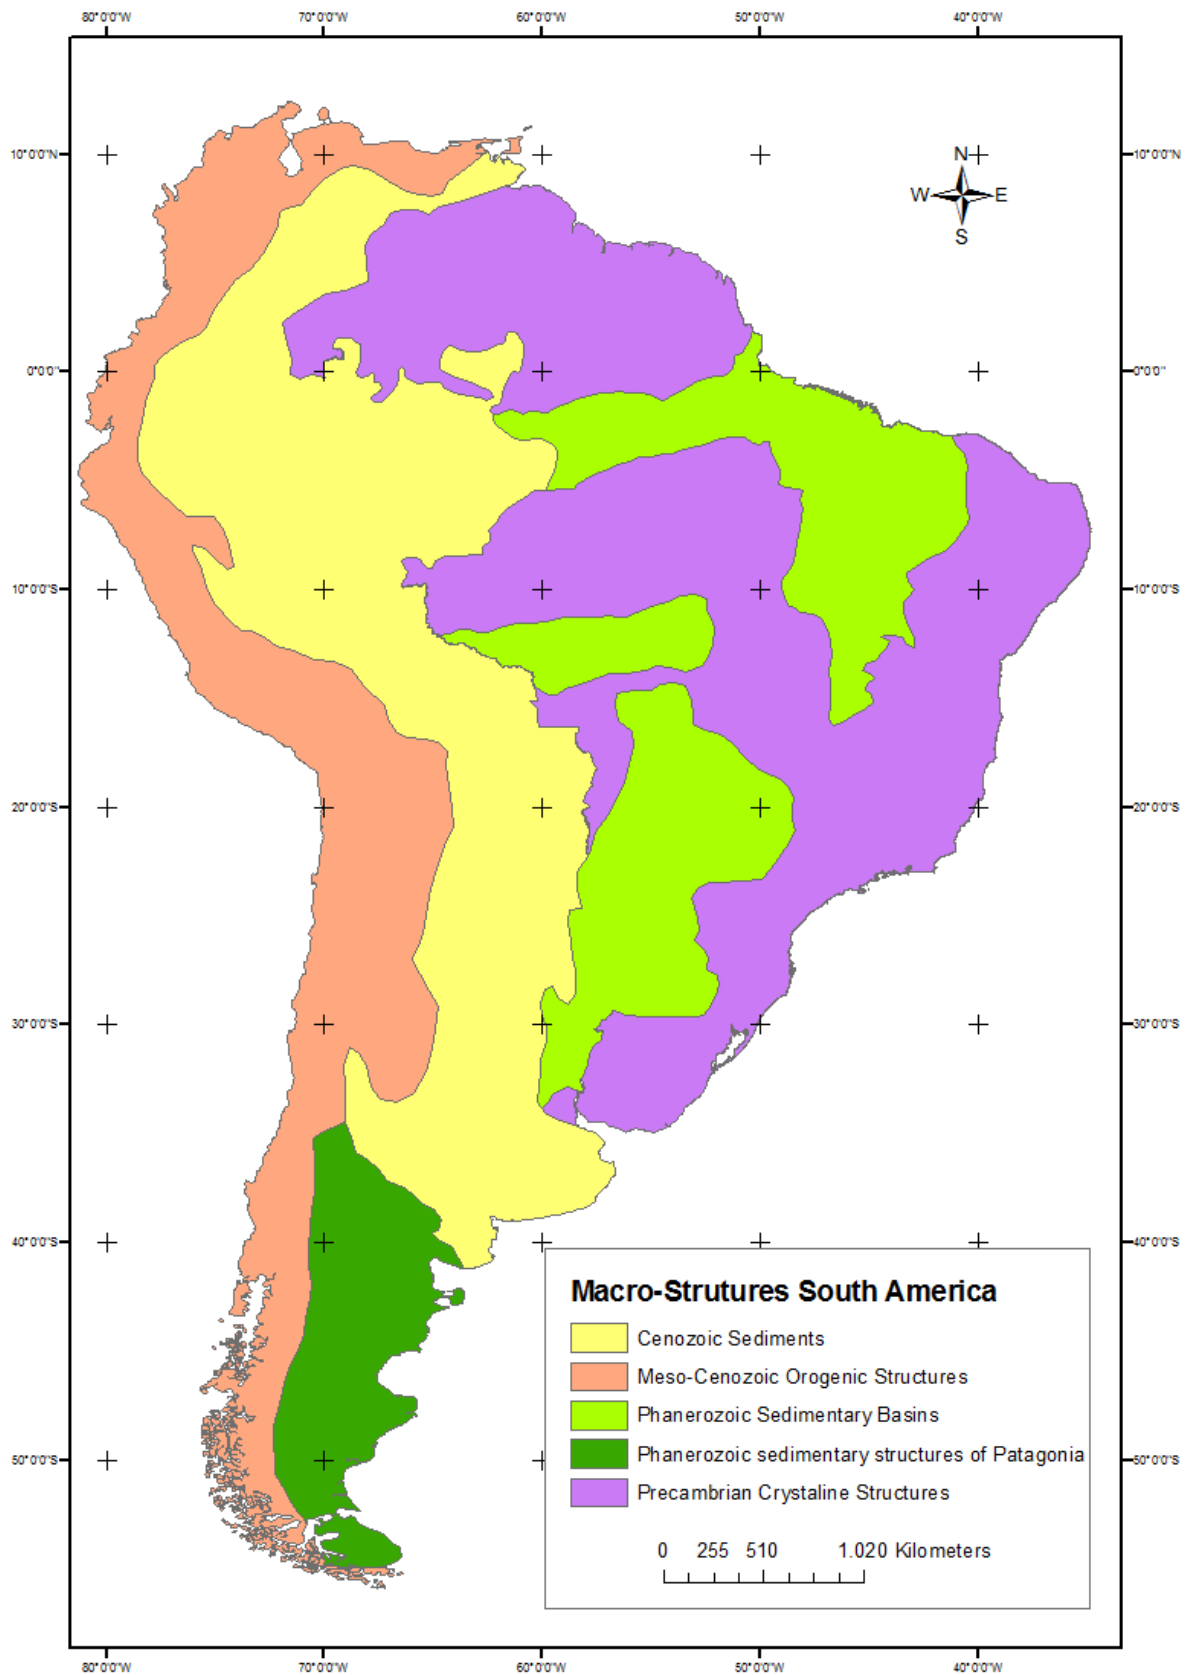 80°0'0"W 70°0'0"W 60°0'0"W 50°0'0"W 40°0'0"W
10°0'0"N 10°0'0"N
N
W E
S
0°0'0" 0°0'0"
10°0'0"S 10°0'0"S
20°0'0"S 20°0'0"S
30°0'0"S 30°0'0"S
40°0'0"S 40°0'0"S
Macro-Strutures South America
Cenozoic Sediments
Meso-Cenozoic Orogenic Structures
Phanerozoic Sedimentary Basins
Phanerozoic sedimentary structures of Patagonia
50°0'0"S 50°0'0"S
Precambrian Crystaline Structures
0 255 510 1.020 Kilometers
80°0'0"W 70°0'0"W 60°0'0"W 50°0'0"W 40°0'0"W